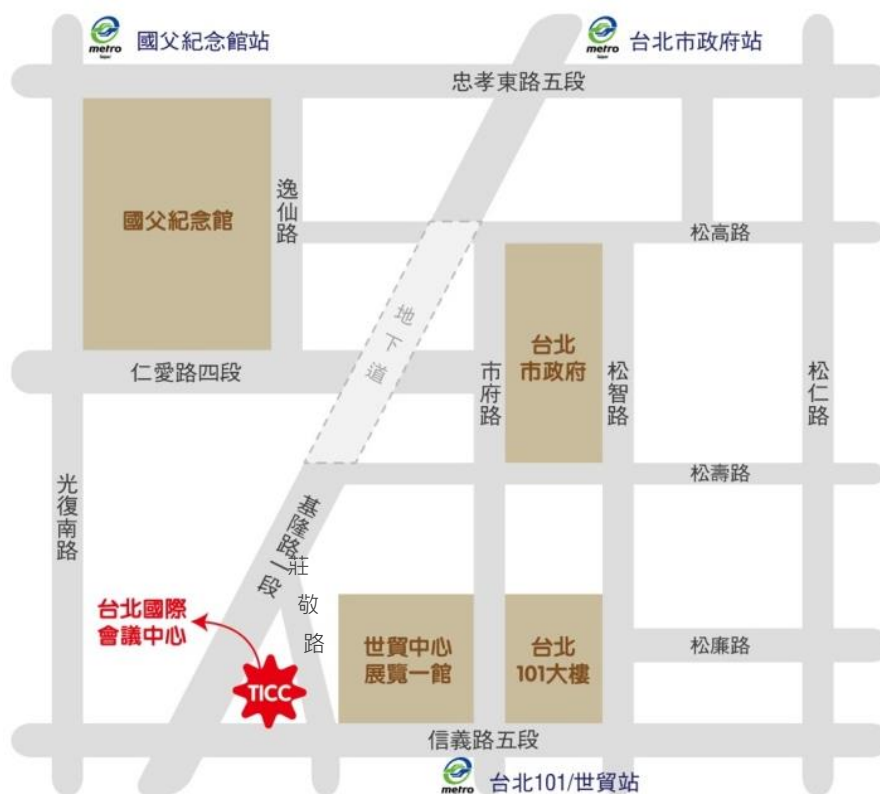 metro
國父紀念館站
metro
台北市政府站
忠孝東路五段
國父紀念館
逸仙路
松高路
地下道
台北
市政府
仁愛路四段
市府路
松智路
松仁路
光復南路
松壽路
基隆路一段
莊敬路
台北國際
會議中心
世貿中心
展覽一館
台北
101大樓
松廉路
TICC
信義路五段
metro
台北101/世貿站